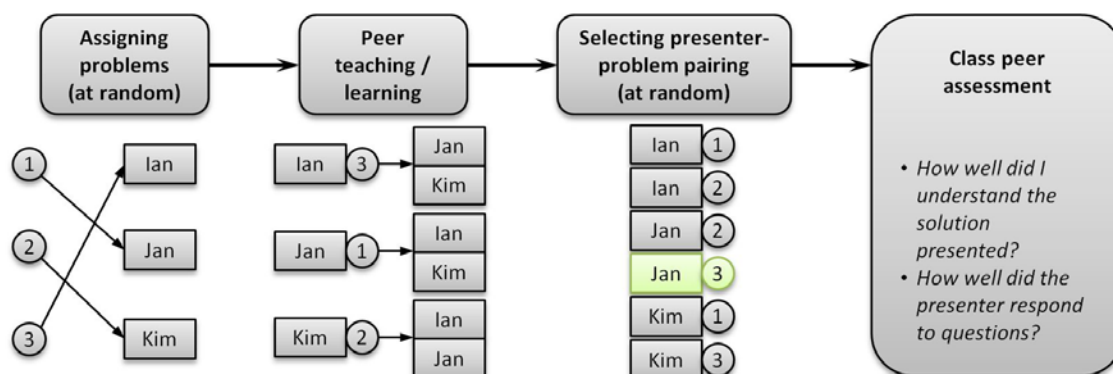 Assigning
problems
(at random)
Peer
teaching /
learning
Selecting presenter-
problem pairing
(at random)
Class peer
assessment
• How well did I
understand the
solution
presented?
• How well did the
presenter respond
to questions?
1
2
3
Ian
Jan
Kim
Ian 3
Jan
Kim
Jan 1
Ian
Kim
Kim 2
Ian
Jan
Ian 1
Ian 2
Jan 2
Jan 3
Kim 1
Kim 3